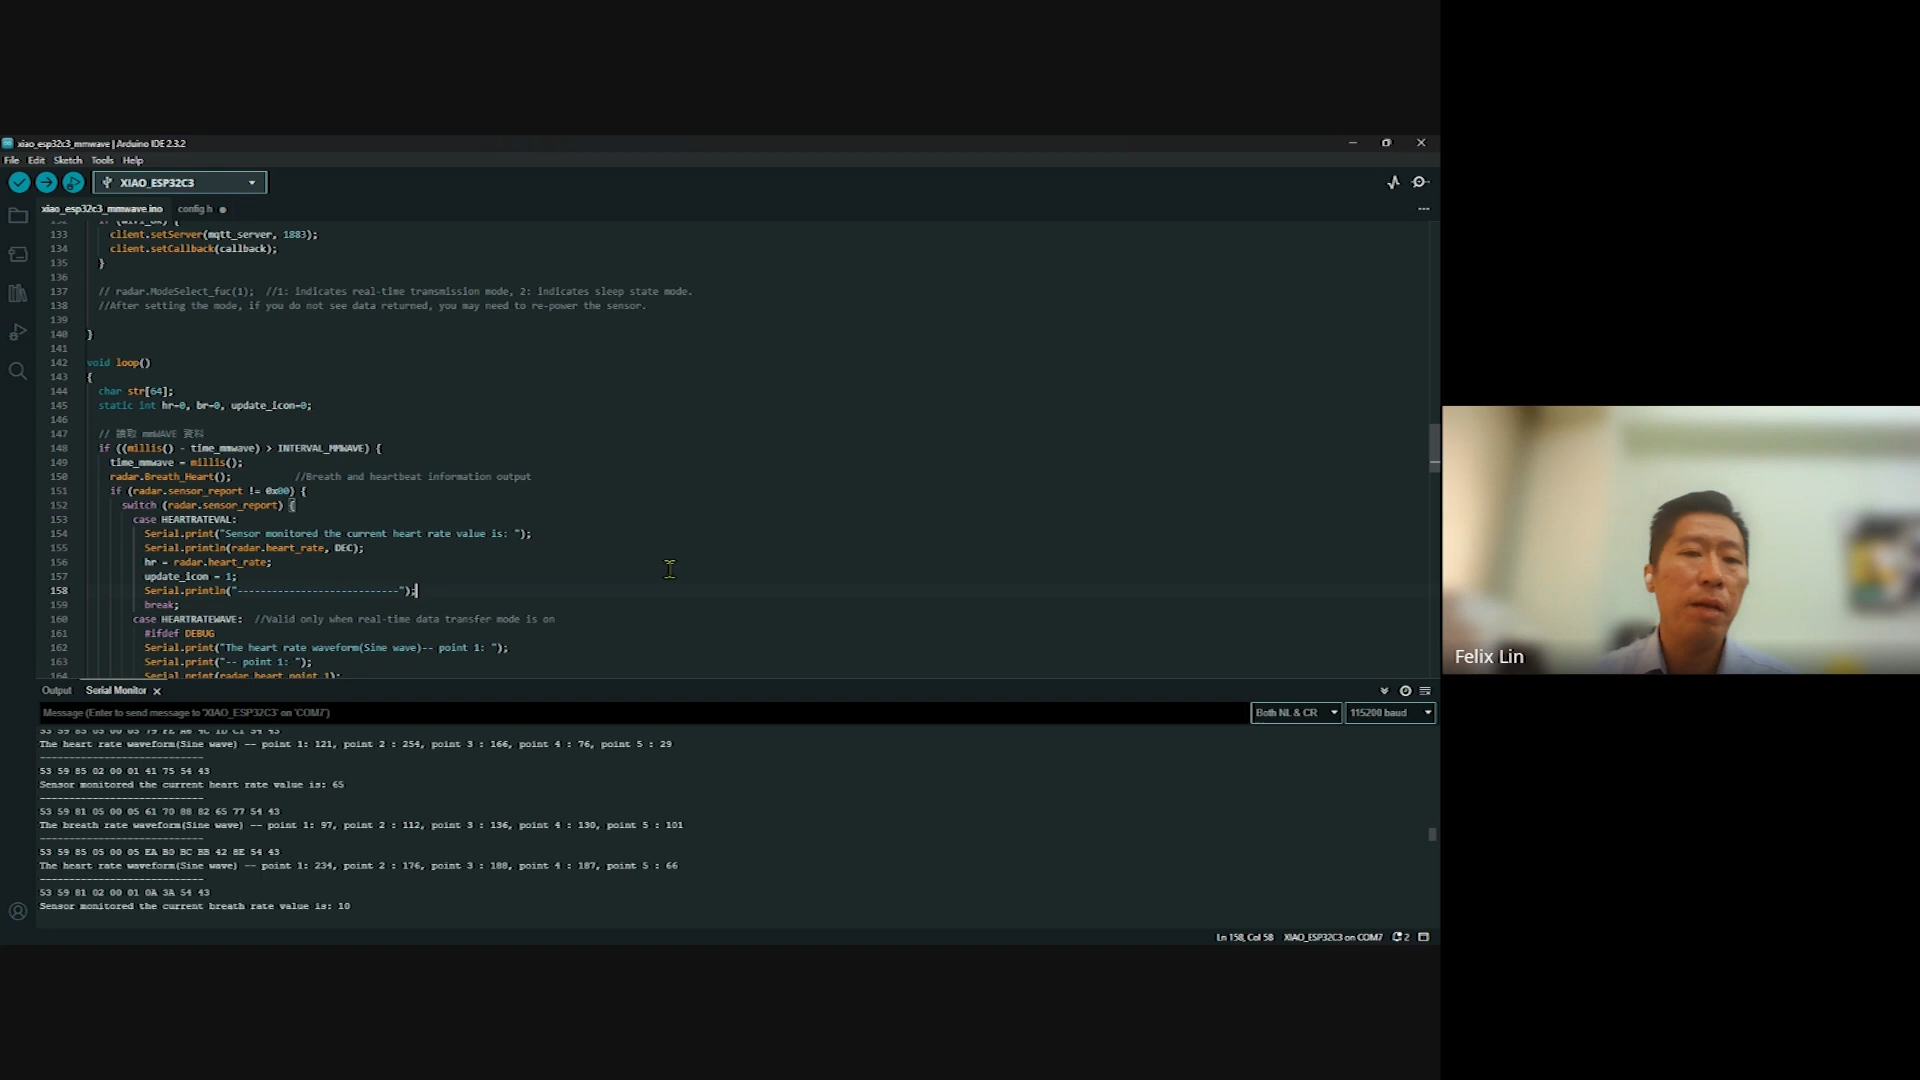 xiao_esp32c3_mmwave | Arduino IDE 2.3.2
File Edit Sketch Tools Help
XIAO_ESP32C3
xiao_esp32c3_mmwave.ino config.h
133 client.setServer(mqtt_server, 1883);
134 client.setCallback(callback);
135 }
136
137 // radar.ModeSelect_fuc(1); //1: indicates real-time transmission mode, 2: indicates sleep state mode.
138 //After setting the mode, if you do not see data returned, you may need to re-power the sensor.
139
140 }
141
142 void loop()
143 {
144 char str[64];
145 static int hr=0, br=0, update_icon=0;
146
147 // 讀取 mmWAVE 資料
148 if ((millis() - time_mmwave) > INTERVAL_MMWAVE) {
149 time_mmwave = millis();
150 radar.Breath_Heart(); //Breath and heartbeat information output
151 if (radar.sensor_report != 0x00) {
152 switch (radar.sensor_report) {
153 case HEARTRATEVAL:
154 Serial.print("Sensor monitored the current heart rate value is: ");
155 Serial.println(radar.heart_rate, DEC);
156 hr = radar.heart_rate;
157 update_icon = 1;
158 Serial.println("----------------------------");
159 break;
160 case HEARTRATEWAVE: //Valid only when real-time data transfer mode is on
161 #ifdef DEBUG
162 Serial.print("The heart rate waveform(Sine wave)-- point 1: ");
163 Serial.print("-- point 1: ");
164 Serial.print(radar.heart_point_1);
Output Serial Monitor
Message (Enter to send message to 'XIAO_ESP32C3' on 'COM7')
Both NL & CR 115200 baud
The heart rate waveform(Sine wave) -- point 1: 121, point 2 : 254, point 3 : 166, point 4 : 76, point 5 : 29
----------------------------
53 59 85 02 00 01 41 75 54 43
Sensor monitored the current heart rate value is: 65
----------------------------
53 59 81 05 00 05 61 70 88 82 65 77 54 43
The breath rate waveform(Sine wave) -- point 1: 97, point 2 : 112, point 3 : 136, point 4 : 130, point 5 : 101
----------------------------
53 59 85 05 00 05 EA B0 BC BB 42 8E 54 43
The heart rate waveform(Sine wave) -- point 1: 234, point 2 : 176, point 3 : 188, point 4 : 187, point 5 : 66
----------------------------
53 59 81 02 00 01 0A 3A 54 43
Sensor monitored the current breath rate value is: 10
Ln 158, Col 58 XIAO_ESP32C3 on COM7 2
Felix Lin